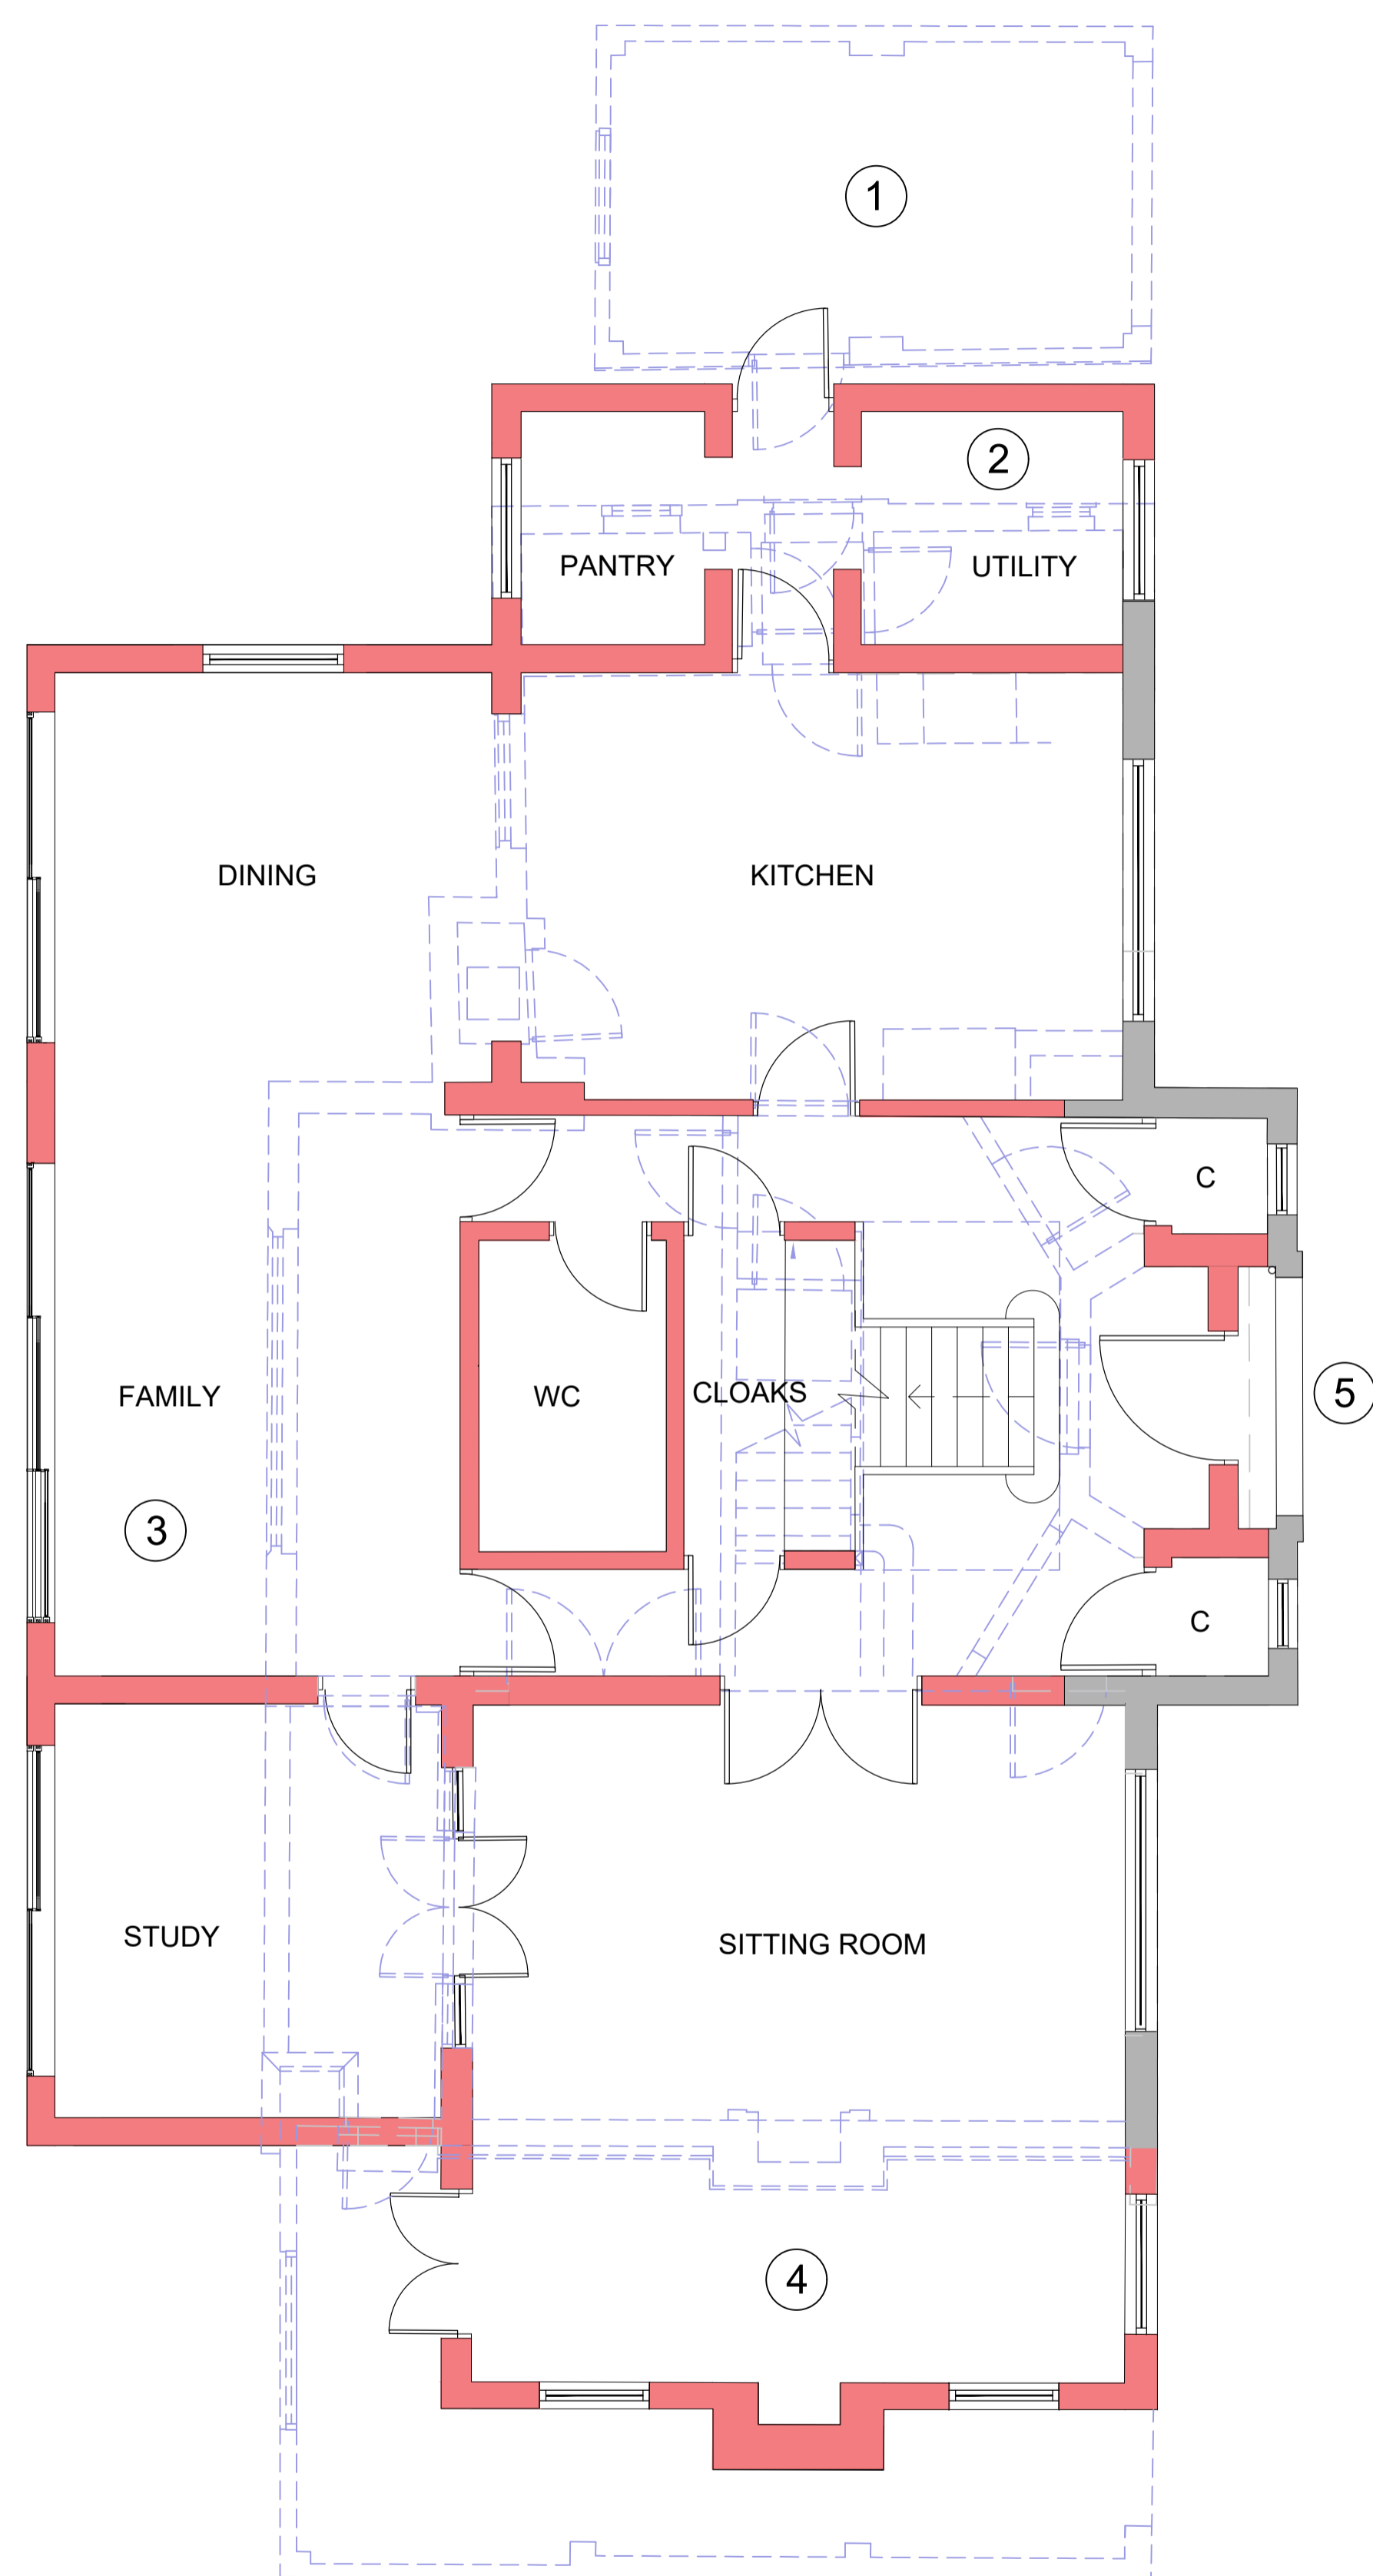 1
2
PANTRY
UTILITY
DINING
KITCHEN
C
FAMILY
WC
CLOAKS
5
3
C
STUDY
SITTING ROOM
4